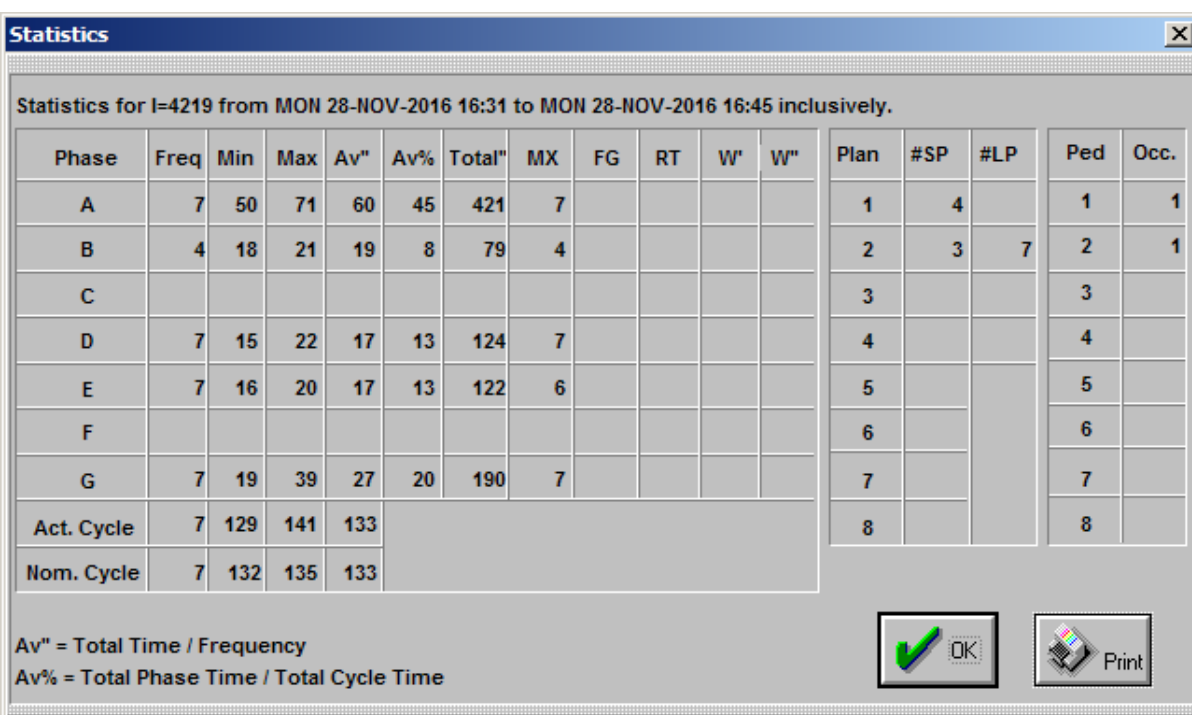 Statistics
Statistics for I=4219 from MON 28-NOV-2016 16:31 to MON 28-NOV-2016 16:45 inclusively.
Phase Freq Min Max Av" Av% Total" MX FG RT W' W"
A 7 50 71 60 45 421 7
B 4 18 21 19 8 79 4
C
D 7 15 22 17 13 124 7
E 7 16 20 17 13 122 6
F
G 7 19 39 27 20 190 7
Act. Cycle 7 129 141 133
Nom. Cycle 7 132 135 133
Plan #SP #LP
1 4
2 3 7
3
4
5
6
7
8
Ped Occ.
1 1
2 1
3
4
5
6
7
8
Av" = Total Time / Frequency
Av% = Total Phase Time / Total Cycle Time
OK
Print